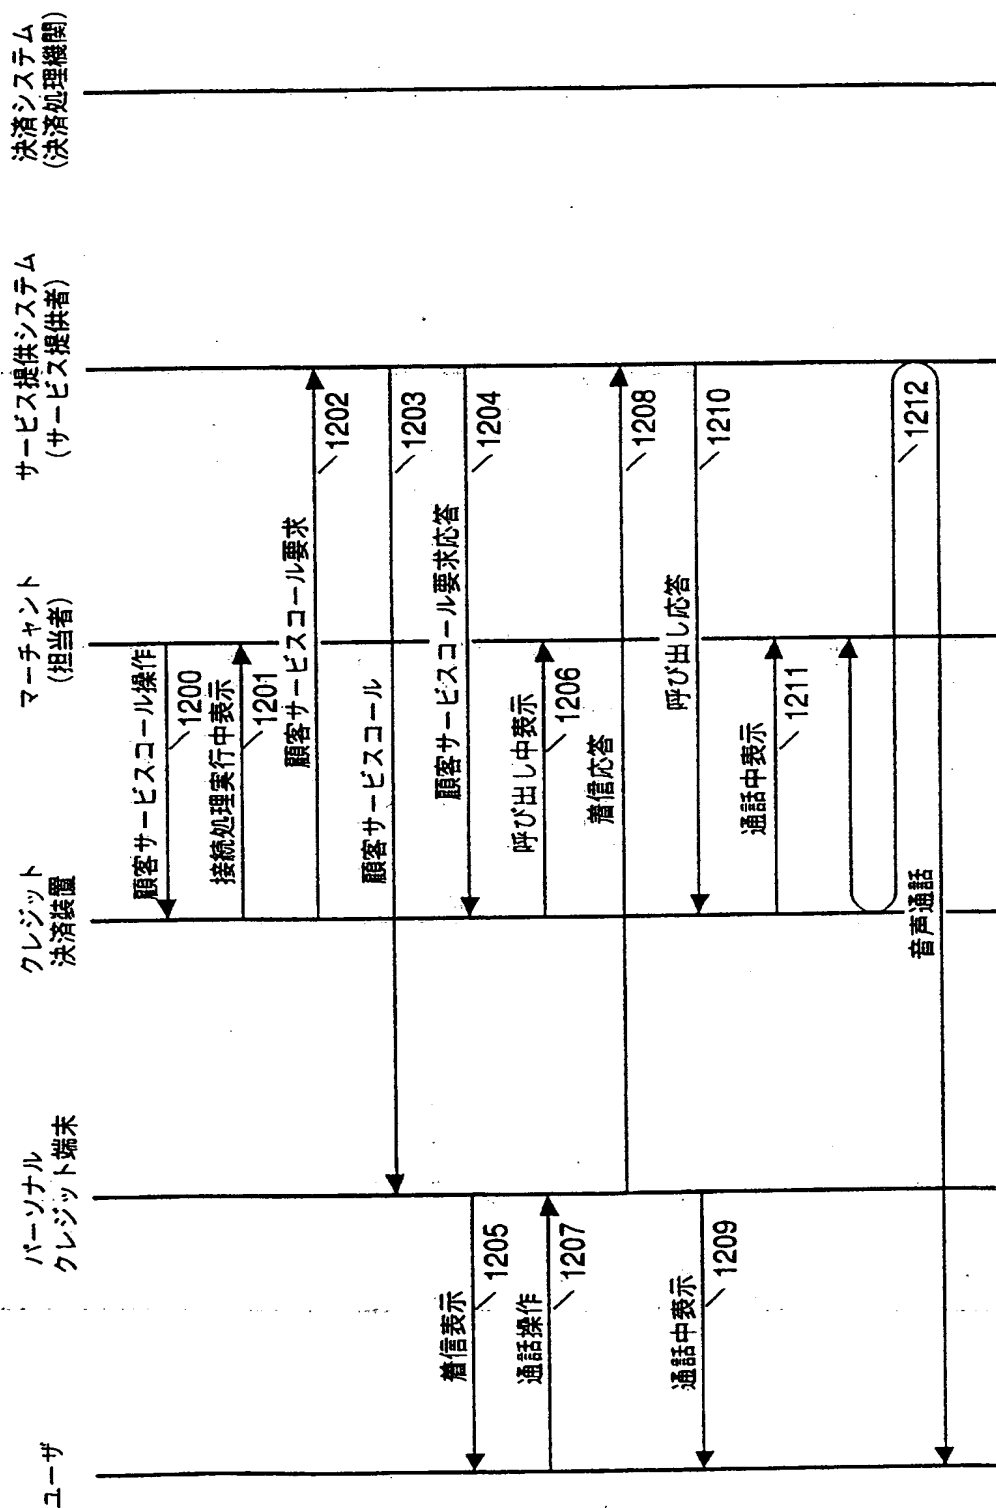 ユーザ
パーソナル
クレジット端末
クレジット
決済装置
マーチャント
(担当者)
サービス提供システム
(サービス提供者)
決済システム
(決済処理機関)
顧客サービスコール操作
1200
接続処理実行中表示
1201
顧客サービスコール要求
1202
顧客サービスコール
1203
顧客サービスコール要求応答
1204
着信表示
1205
呼び出し中表示
1206
通話操作
1207
着信応答
1208
通話中表示
1209
呼び出し応答
1210
通話中表示
1211
音声通話
1212